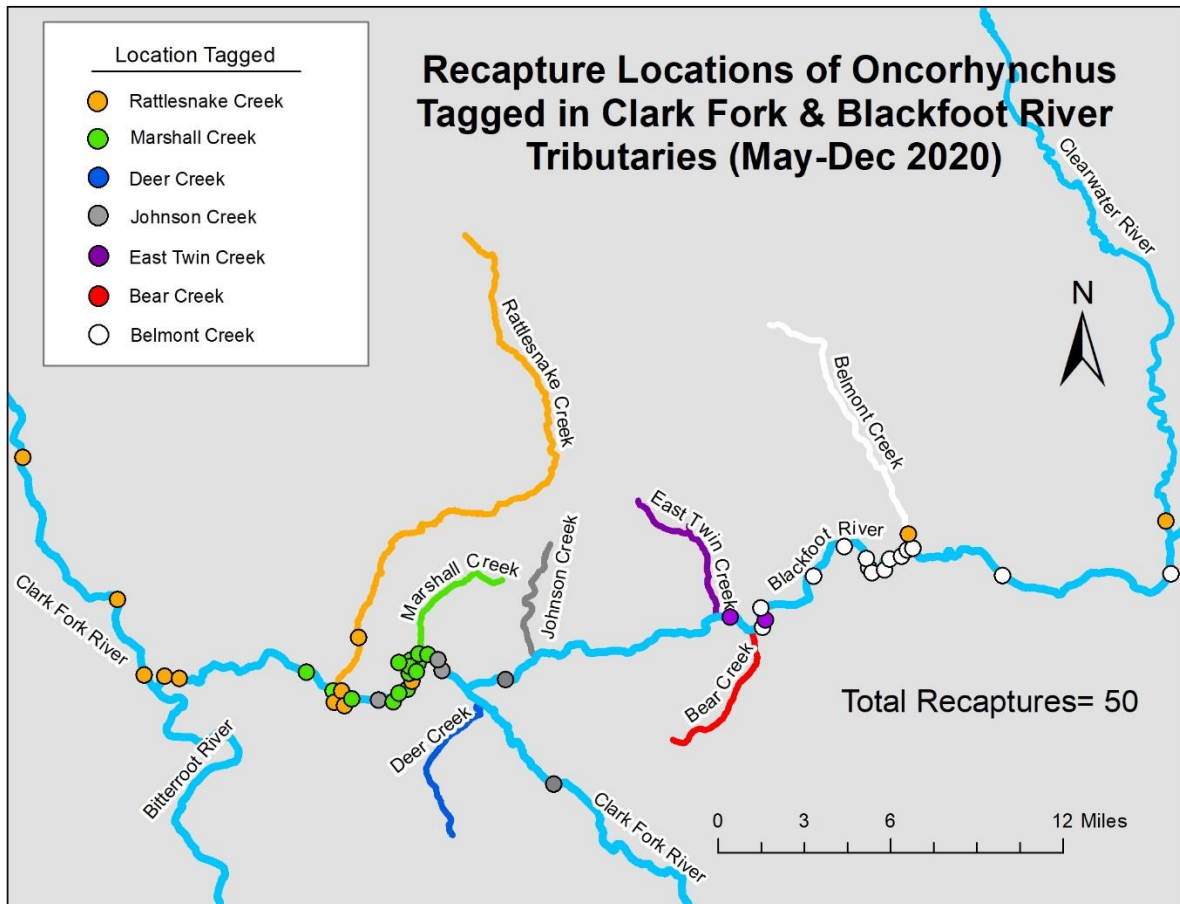 Location Tagged
Rattlesnake Creek
Marshall Creek
Deer Creek
Johnson Creek
East Twin Creek
Bear Creek
Belmont Creek
Recapture Locations of Oncorhynchus
Tagged in Clark Fork & Blackfoot River
Tributaries (May-Dec 2020)
Clearwater River
N
Rattlesnake Creek
Belmont Creek
East Twin Creek
Blackfoot River
Johnson Creek
Marshall Creek
Clark Fork River
Bear Creek
Total Recaptures= 50
Deer Creek
Bitterroot River
Clark Fork River
0 3 6 12 Miles